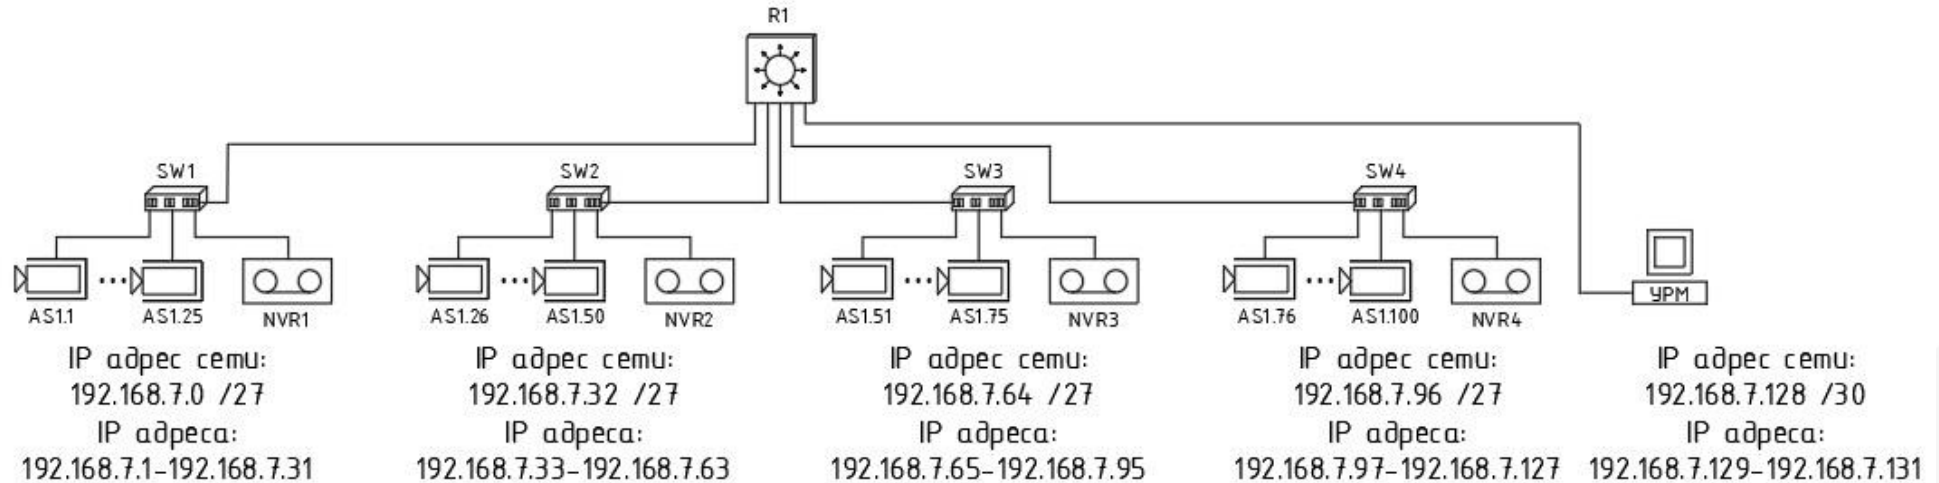 R1
SW1
SW2
SW3
SW4
AS1.1
AS1.25
NVR1
AS1.26
AS1.50
NVR2
AS1.51
AS1.75
NVR3
AS1.76
AS1.100
NVR4
УРМ
IP адрес сети:
192.168.7.0 /27
IP адреса:
192.168.7.1-192.168.7.31
IP адрес сети:
192.168.7.32 /27
IP адреса:
192.168.7.33-192.168.7.63
IP адрес сети:
192.168.7.64 /27
IP адреса:
192.168.7.65-192.168.7.95
IP адрес сети:
192.168.7.96 /27
IP адреса:
192.168.7.97-192.168.7.127
IP адрес сети:
192.168.7.128 /30
IP адреса:
192.168.7.129-192.168.7.131